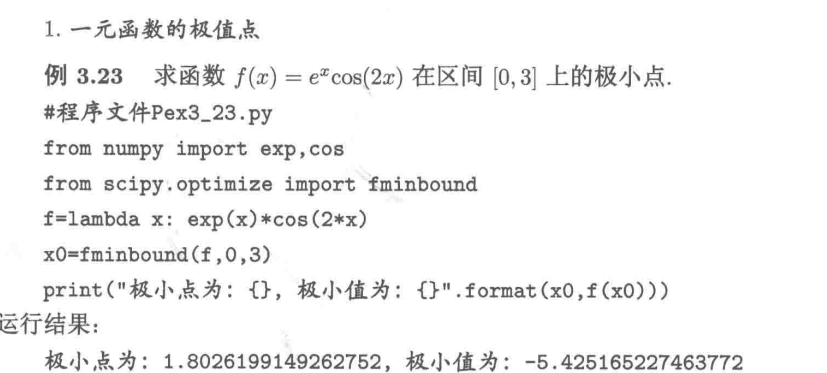 1. 一元函数的极值点
例 3.23 求函数 f(x) = eˣcos(2x) 在区间 [0,3] 上的极小点.
#程序文件Pex3_23.py
from numpy import exp,cos
from scipy.optimize import fminbound
f=lambda x: exp(x)*cos(2*x)
x0=fminbound(f,0,3)
print("极小点为: {}, 极小值为: {}".format(x0,f(x0)))
运行结果:
极小点为: 1.8026199149262752, 极小值为: -5.425165227463772